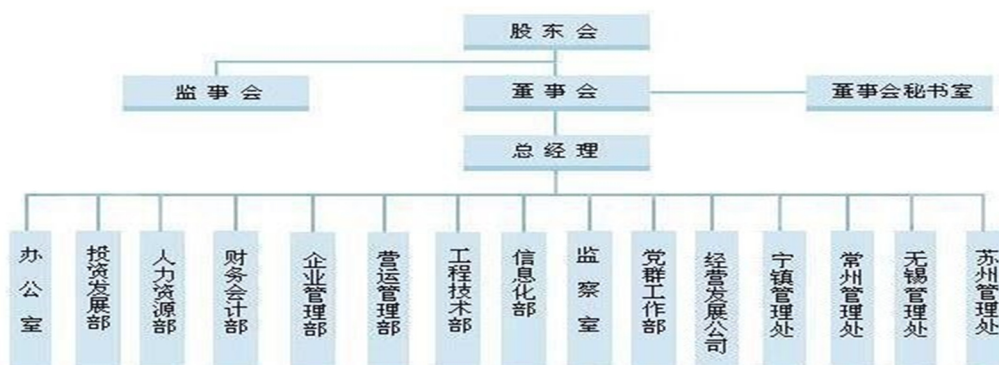 股东会
监事会
董事会
董事会秘书室
总经理
办公室
投资发展部
人力资源部
财务会计部
企业管理部
营运管理部
工程技术部
信息化部
监察室
党群工作部
经营发展公司
宁镇管理处
常州管理处
无锡管理处
苏州管理处